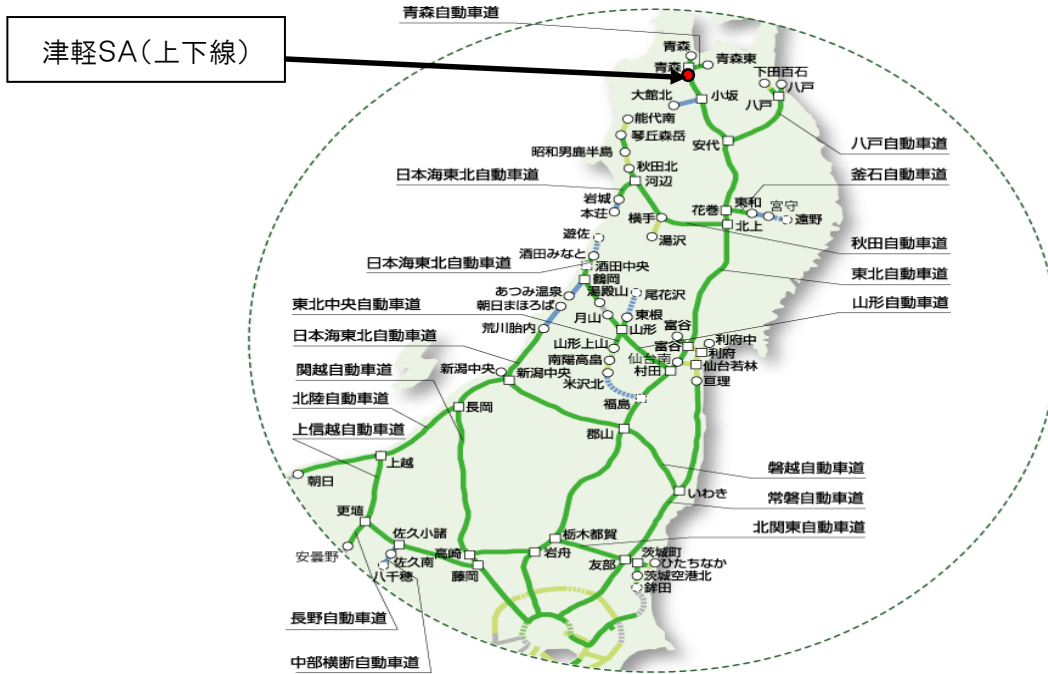 青森自動車道
津軽SA(上下線)
青森
青森東
青森
下田百石
八戸
大館北
小坂
八戸
能代南
琴丘森岳
安代
八戸自動車道
昭和男鹿半島
秋田北
日本海東北自動車道
河辺
釜石自動車道
岩城
本荘
花巻
東和
宮守
遠野
横手
北上
遊佐
湯沢
秋田自動車道
酒田みなと
日本海東北自動車道
酒田中央
鶴岡
東北自動車道
あつみ温泉
湯殿山
尾花沢
東北中央自動車道
朝日まほろば
月山
東根
富谷
山形自動車道
荒川胎内
山形
日本海東北自動車道
山形上山
富谷
利府中
利府
南陽高畠
仙台南
仙台若林
関越自動車道
新潟中央
新潟中央
村田
亘理
米沢北
北陸自動車道
長岡
福島
上信越自動車道
郡山
上越
磐越自動車道
朝日
いわき
常磐自動車道
更埴
佐久小諸
栃木都賀
北関東自動車道
安曇野
佐久南
高崎
岩舟
茨城町
ひたちなか
八千穂
藤岡
友部
茨城空港北
鉾田
長野自動車道
中部横断自動車道